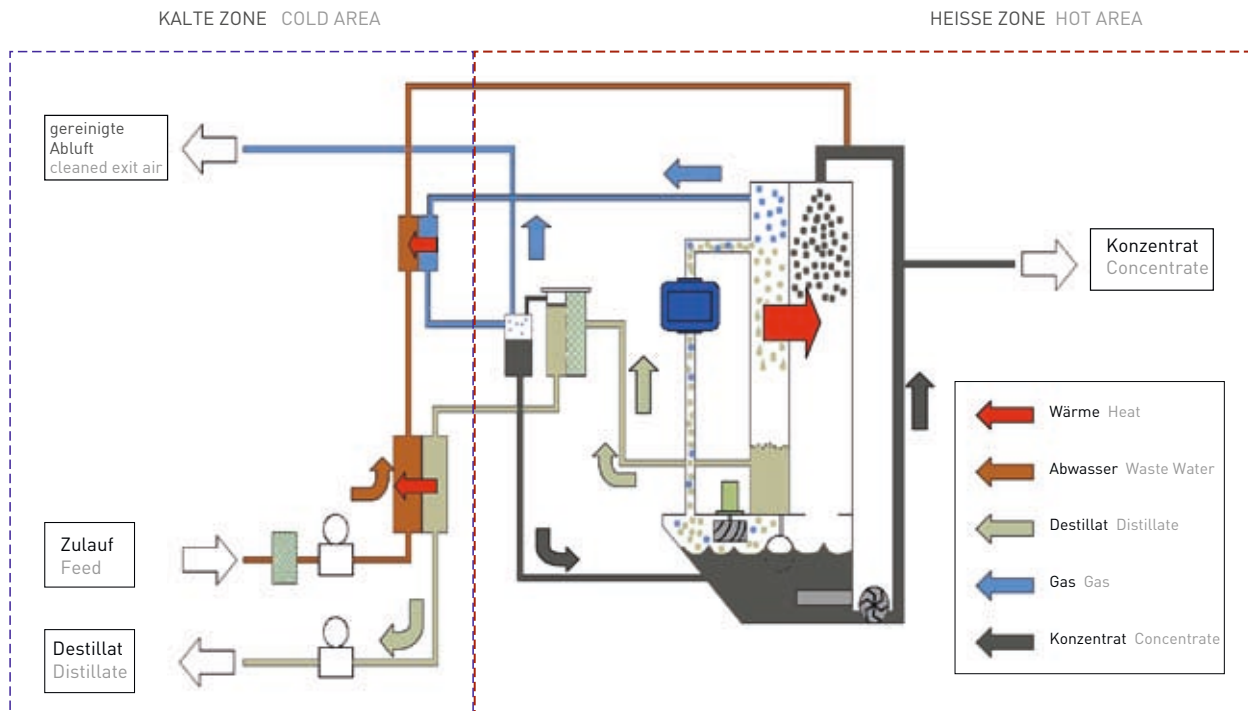 KALTE ZONE COLD AREA
HEISSE ZONE HOT AREA
gereinigte
Abluft
cleaned exit air
Konzentrat
Concentrate
Wärme Heat
Abwasser Waste Water
Destillat Distillate
Gas Gas
Konzentrat Concentrate
Zulauf
Feed
Destillat
Distillate